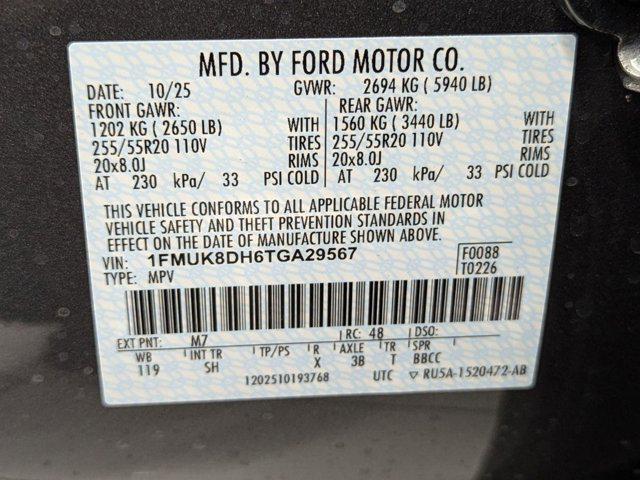 MFD. BY FORD MOTOR CO.
DATE: 10/25 GVWR: 2694 KG ( 5940 LB)
FRONT GAWR: REAR GAWR:
1202 KG ( 2650 LB) WITH 1560 KG ( 3440 LB) WITH
255/55R20 110V TIRES 255/55R20 110V TIRES
20x8.0J RIMS 20x8.0J RIMS
AT 230 kPa/ 33 PSI COLD AT 230 kPa/ 33 PSI COLD
THIS VEHICLE CONFORMS TO ALL APPLICABLE FEDERAL MOTOR
VEHICLE SAFETY AND THEFT PREVENTION STANDARDS IN
EFFECT ON THE DATE OF MANUFACTURE SHOWN ABOVE.
VIN: 1FMUK8DH6TGA29567 F0088
TYPE: MPV T0226
EXT PNT: M7 RC: 48 DSO:
WB INT TR TP/PS R AXLE TR SPR
119 SH X 3B T BBCC
1202510193768 UTC ▽ RU5A-1520472-AB